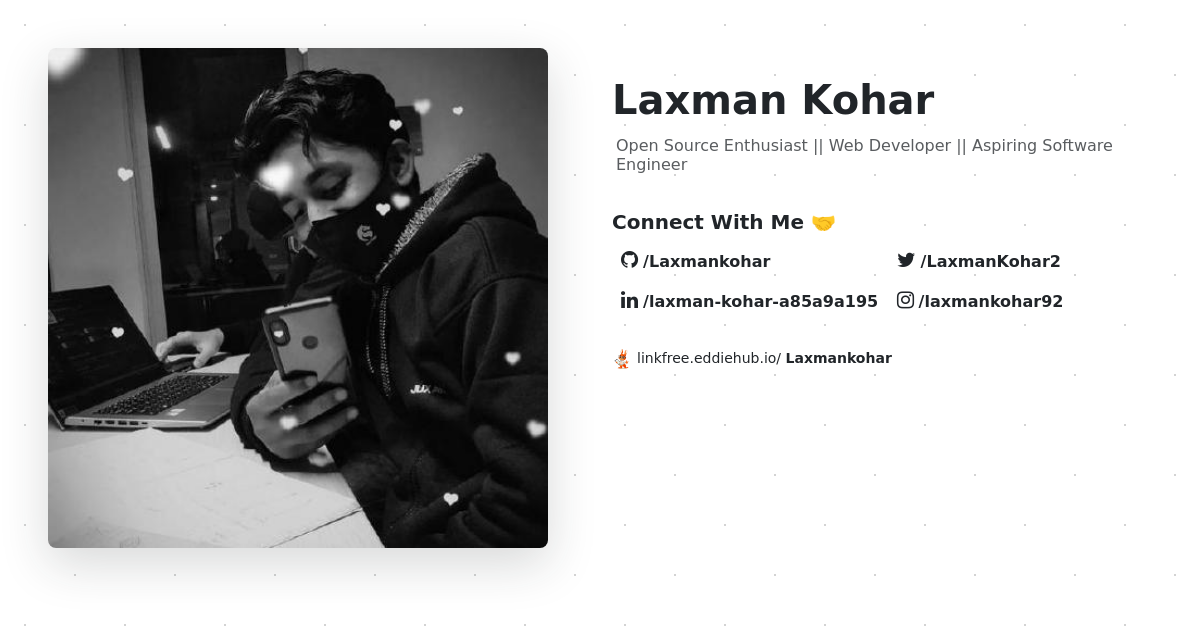 Laxman Kohar
Open Source Enthusiast || Web Developer || Aspiring Software
Engineer
Connect With Me 🤝
/Laxmankohar
/LaxmanKohar2
/laxman-kohar-a85a9a195
/laxmankohar92
linkfree.eddiehub.io/ Laxmankohar